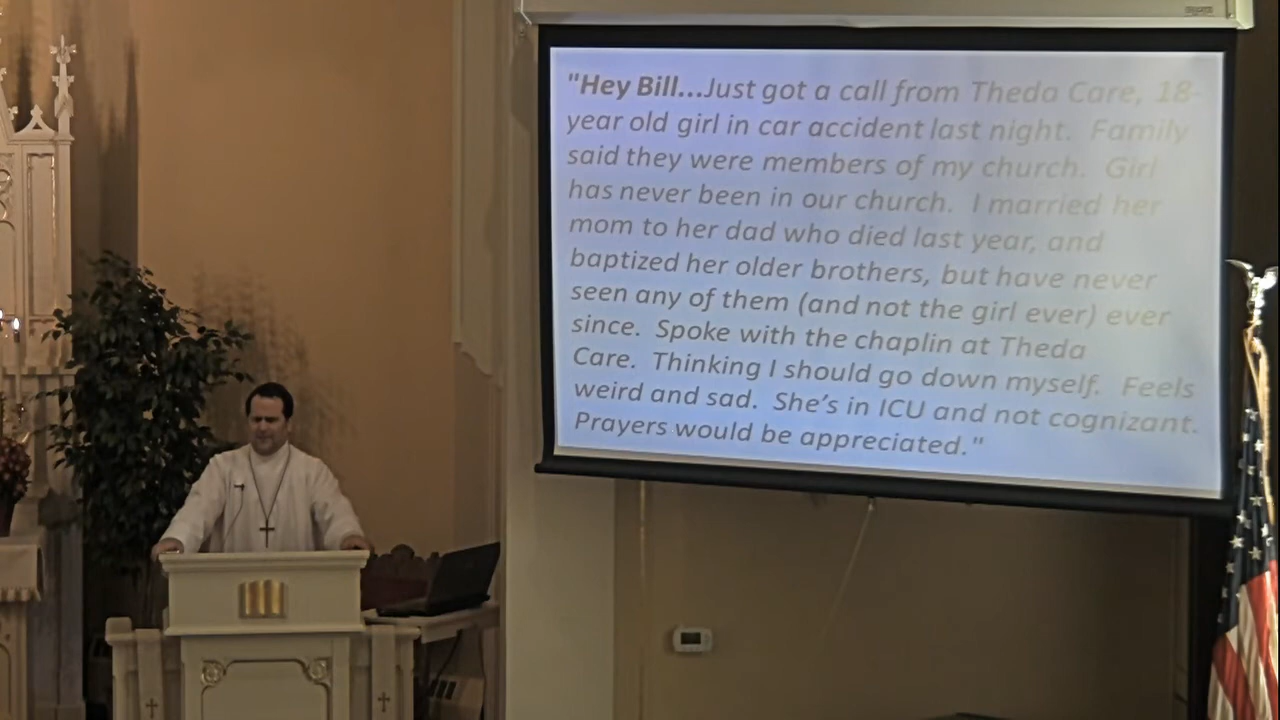 "Hey Bill...Just got a call from Theda Care, 18-
year old girl in car accident last night. Family
said they were members of my church. Girl
has never been in our church. I married her
mom to her dad who died last year, and
baptized her older brothers, but have never
seen any of them (and not the girl ever) ever
since. Spoke with the chaplin at Theda
Care. Thinking I should go down myself. Feels
weird and sad. She's in ICU and not cognizant.
Prayers would be appreciated."